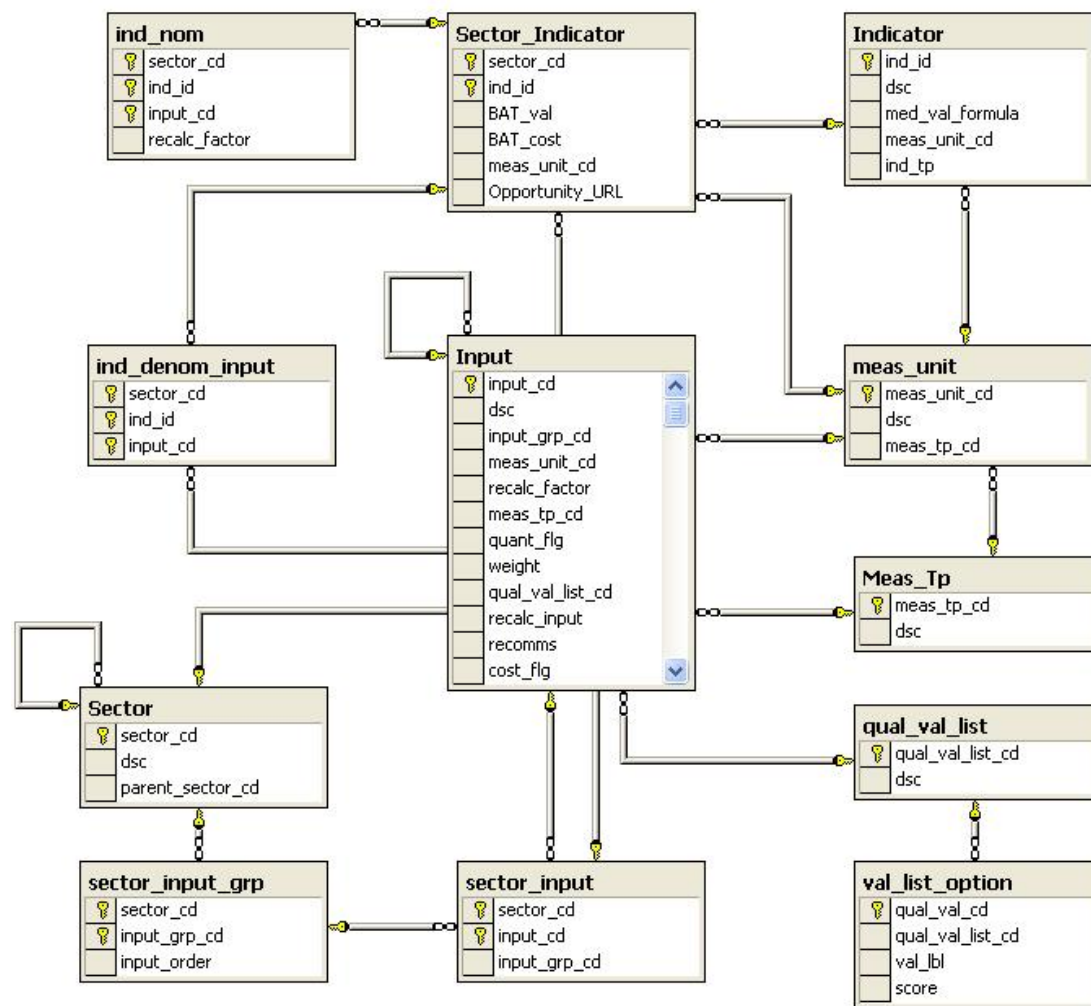 ind_nom
sector_cd
ind_id
input_cd
recalc_factor
Sector_Indicator
sector_cd
ind_id
BAT_val
BAT_cost
meas_unit_cd
Opportunity_URL
Indicator
ind_id
dsc
med_val_formula
meas_unit_cd
ind_tp
ind_denom_input
sector_cd
ind_id
input_cd
Input
input_cd
dsc
input_grp_cd
meas_unit_cd
recalc_factor
meas_tp_cd
quant_flg
weight
qual_val_list_cd
recalc_input
recomms
cost_flg
meas_unit
meas_unit_cd
dsc
meas_tp_cd
Meas_Tp
meas_tp_cd
dsc
Sector
sector_cd
dsc
parent_sector_cd
qual_val_list
qual_val_list_cd
dsc
sector_input_grp
sector_cd
input_grp_cd
input_order
sector_input
sector_cd
input_cd
input_grp_cd
val_list_option
qual_val_cd
qual_val_list_cd
val_lbl
score